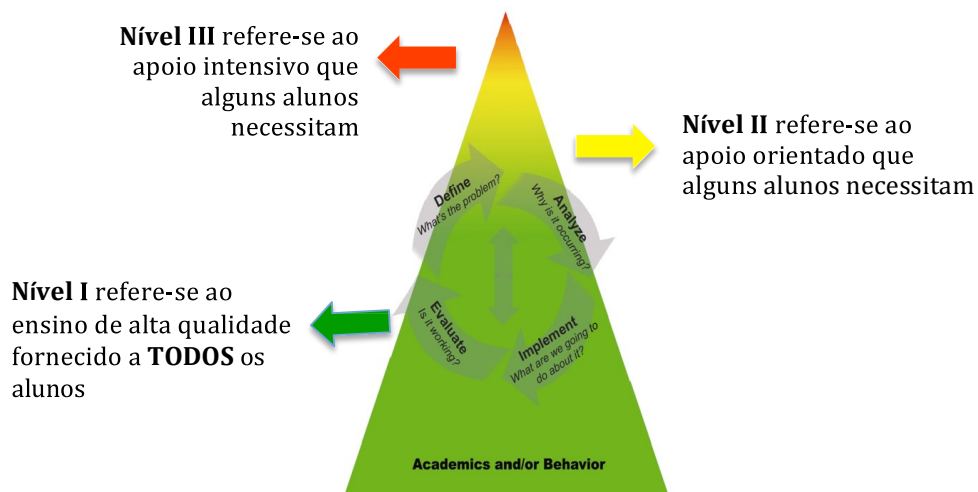 Nível III refere-se ao
apoio intensivo que
alguns alunos
necessitam
Nível II refere-se ao
apoio orientado que
alguns alunos necessitam
Define
What's the problem?
Analyze
Why is it occurring?
Implement
What are we going to
do about it?
Evaluate
Is it working?
Nível I refere-se ao
ensino de alta qualidade
fornecido a TODOS os
alunos
Academics and/or Behavior